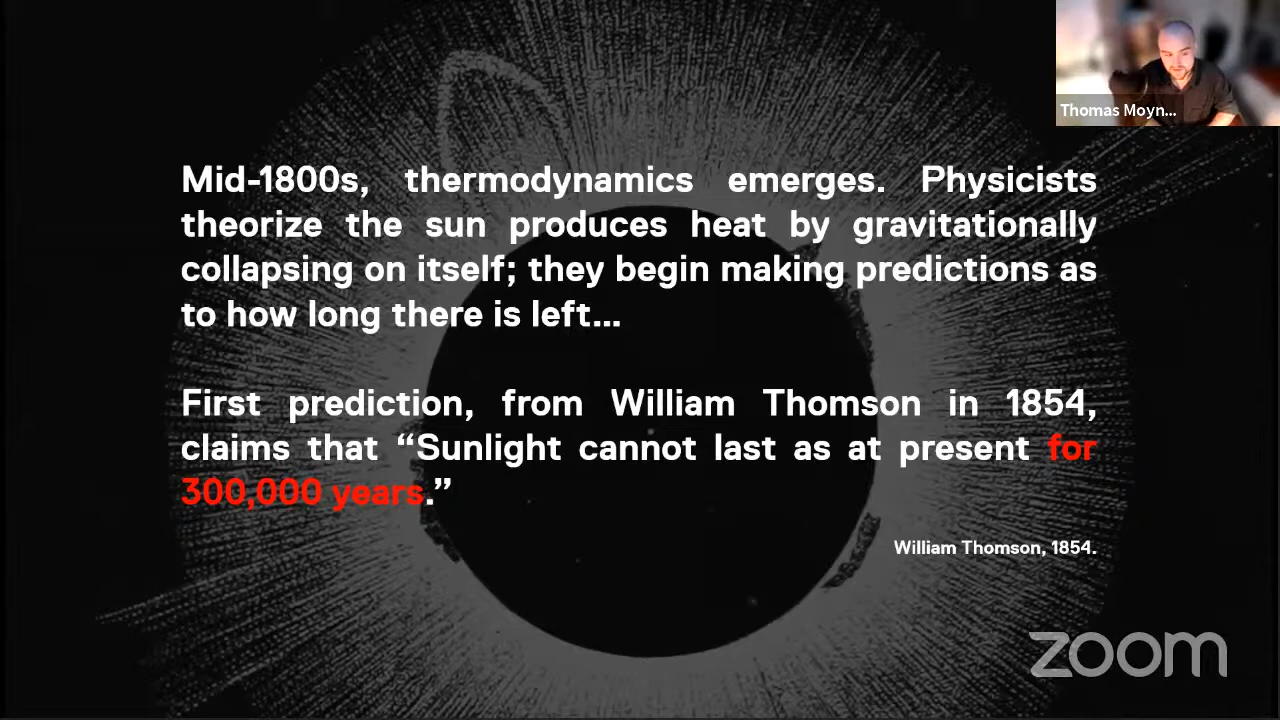 Thomas Moyn...
Mid-1800s, thermodynamics emerges. Physicists
theorize the sun produces heat by gravitationally
collapsing on itself; they begin making predictions as
to how long there is left...
First prediction, from William Thomson in 1854,
claims that “Sunlight cannot last as at present for
300,000 years.”
William Thomson, 1854.
zoom